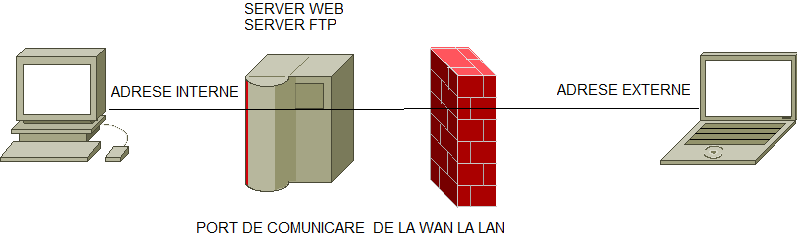 SERVER WEB
SERVER FTP
ADRESE INTERNE
ADRESE EXTERNE
PORT DE COMUNICARE DE LA WAN LA LAN